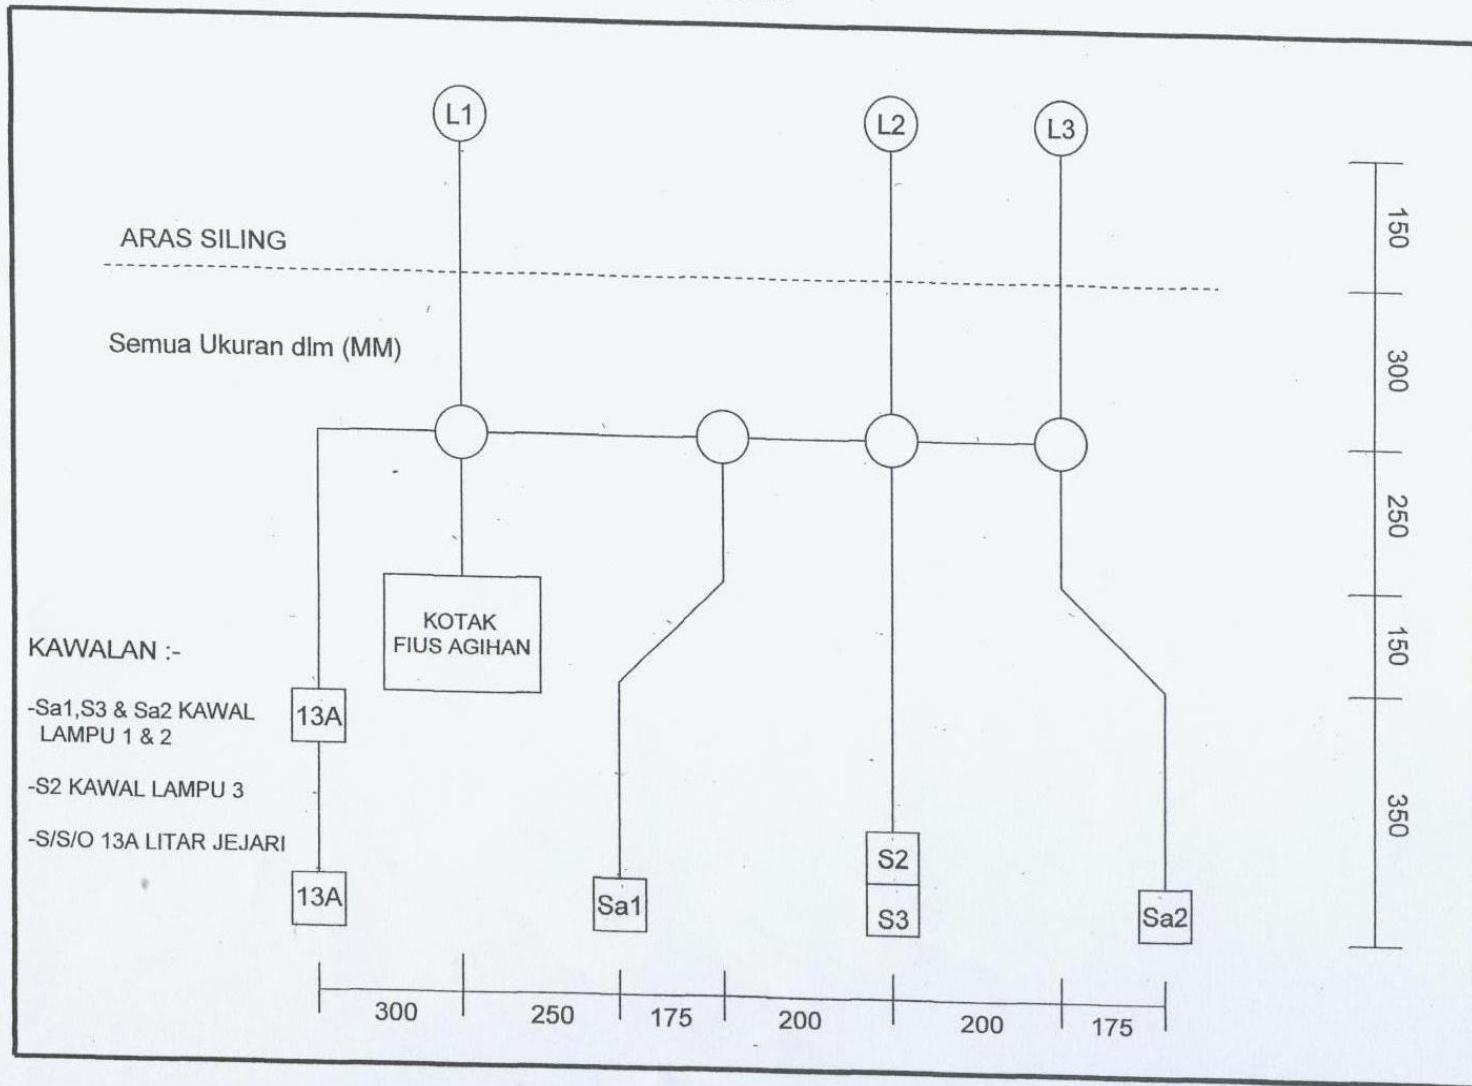 L1
L2
L3
ARAS SILING
Semua Ukuran dlm (MM)
150
300
250
150
350
KOTAK
FIUS AGIHAN
KAWALAN :-
-Sa1,S3 & Sa2 KAWAL
LAMPU 1 & 2
-S2 KAWAL LAMPU 3
-S/S/O 13A LITAR JEJARI
13A
13A
Sa1
S2
S3
Sa2
300
250
175
200
200
175